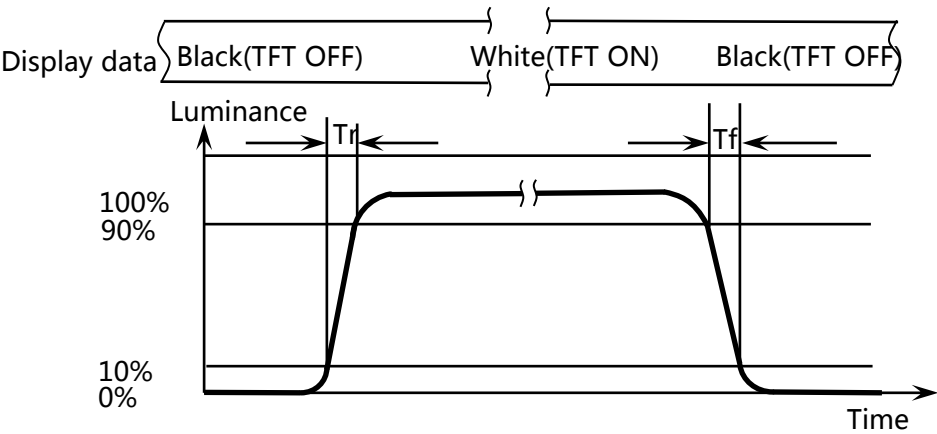 Display data Black(TFT OFF) White(TFT ON) Black(TFT OFF)
Luminance
Tr Tf
100%
90%
10%
0%
Time